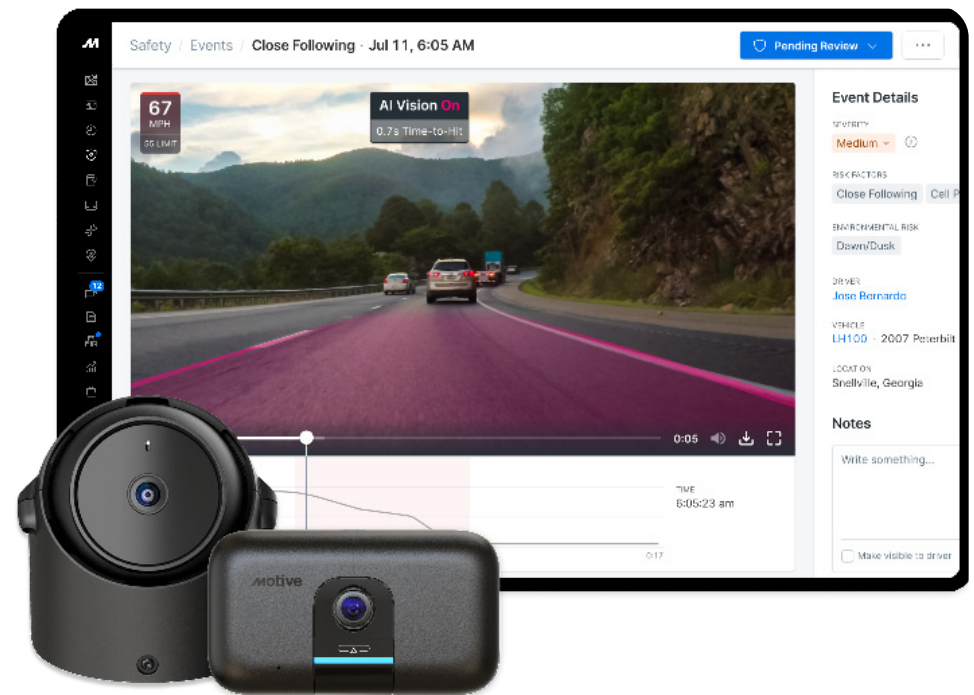 Safety / Events / Close Following · Jul 11, 6:05 AM
Pending Review
67
MPH
55 LIMIT
AI Vision On
0.7s Time-to-Hit
Event Details
SEVERITY
Medium
RISK FACTORS
Close Following Cell P
ENVIRONMENTAL RISK
Dawn/Dusk
DRIVER
Jose Bernardo
VEHICLE
LH100 · 2007 Peterbilt
LOCATION
Snellville, Georgia
Notes
Write something...
Make visible to driver
12
0:05
TIME
6:05:23 am
0:17
motive